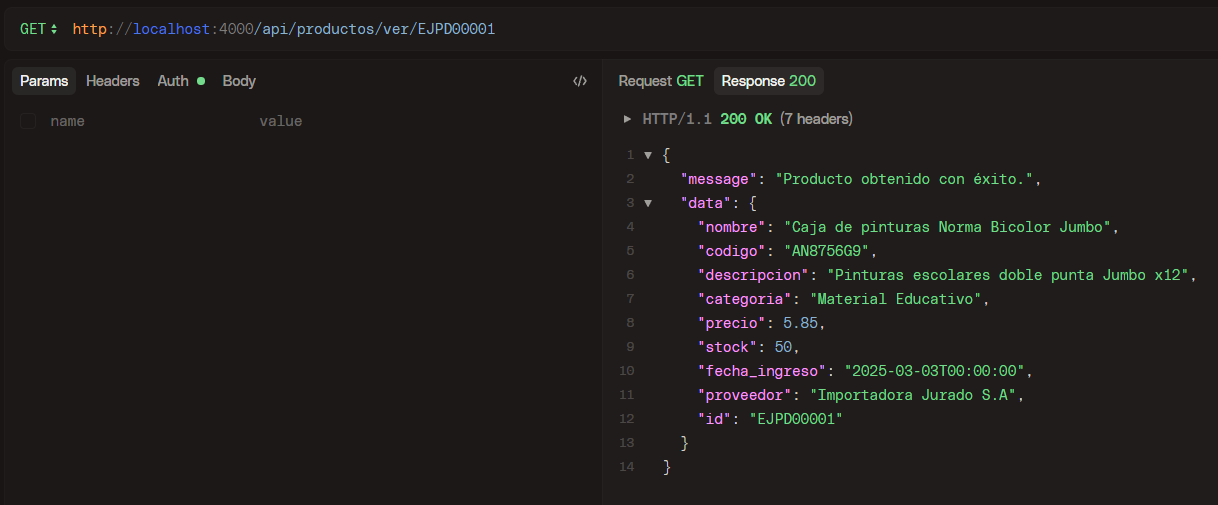 GET http://localhost:4000/api/productos/ver/EJPD00001
Params Headers Auth Body </>
name value
Request GET Response 200
HTTP/1.1 200 OK (7 headers)
1 {
2 "message": "Producto obtenido con éxito.",
3 "data": {
4 "nombre": "Caja de pinturas Norma Bicolor Jumbo",
5 "codigo": "AN8756G9",
6 "descripcion": "Pinturas escolares doble punta Jumbo x12",
7 "categoria": "Material Educativo",
8 "precio": 5.85,
9 "stock": 50,
10 "fecha_ingreso": "2025-03-03T00:00:00",
11 "proveedor": "Importadora Jurado S.A",
12 "id": "EJPD00001"
13 }
14 }